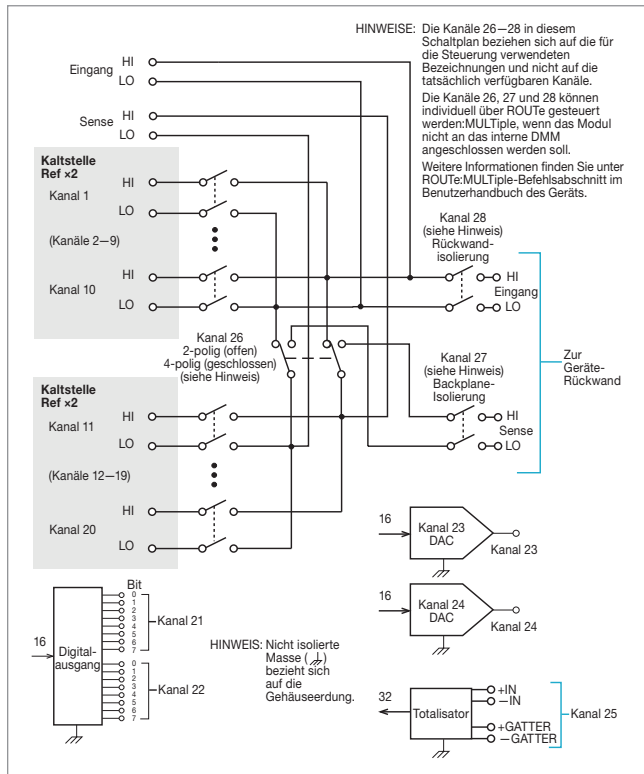 HINWEISE: Die Kanäle 26—28 in diesem
Schaltplan beziehen sich auf die für
die Steuerung verwendeten
Bezeichnungen und nicht auf die
tatsächlich verfügbaren Kanäle.
Die Kanäle 26, 27 und 28 können
individuell über ROUTe gesteuert
werden:MULTiple, wenn das Modul
nicht an das interne DMM
angeschlossen werden soll.
Weitere Informationen finden Sie unter
ROUTe:MULTiple-Befehlsabschnitt im
Benutzerhandbuch des Geräts.
Eingang
HI
LO
Sense
HI
LO
Kaltstelle
Ref ×2
Kanal 1
HI
LO
(Kanäle 2—9)
Kanal 10
HI
LO
Kanal 28
(siehe Hinweis)
Rückwand-
isolierung
HI
Eingang
LO
Kanal 26
2-polig (offen)
4-polig (geschlossen)
(siehe Hinweis)
Kanal 27
(siehe Hinweis)
Backplane-
Isolierung
HI
Sense
LO
Zur
Geräte-
Rückwand
Kaltstelle
Ref ×2
Kanal 11
HI
LO
(Kanäle 12—19)
Kanal 20
HI
LO
16
Kanal 23
DAC
Kanal 23
16
Kanal 24
DAC
Kanal 24
Bit
16
Digital-
ausgang
0
1
2
3
4
5
6
7
Kanal 21
0
1
2
3
4
5
6
7
Kanal 22
HINWEIS: Nicht isolierte
Masse ( )
bezieht sich
auf die
Gehäuseerdung.
32
Totalisator
+IN
—IN
+GATTER
—GATTER
Kanal 25